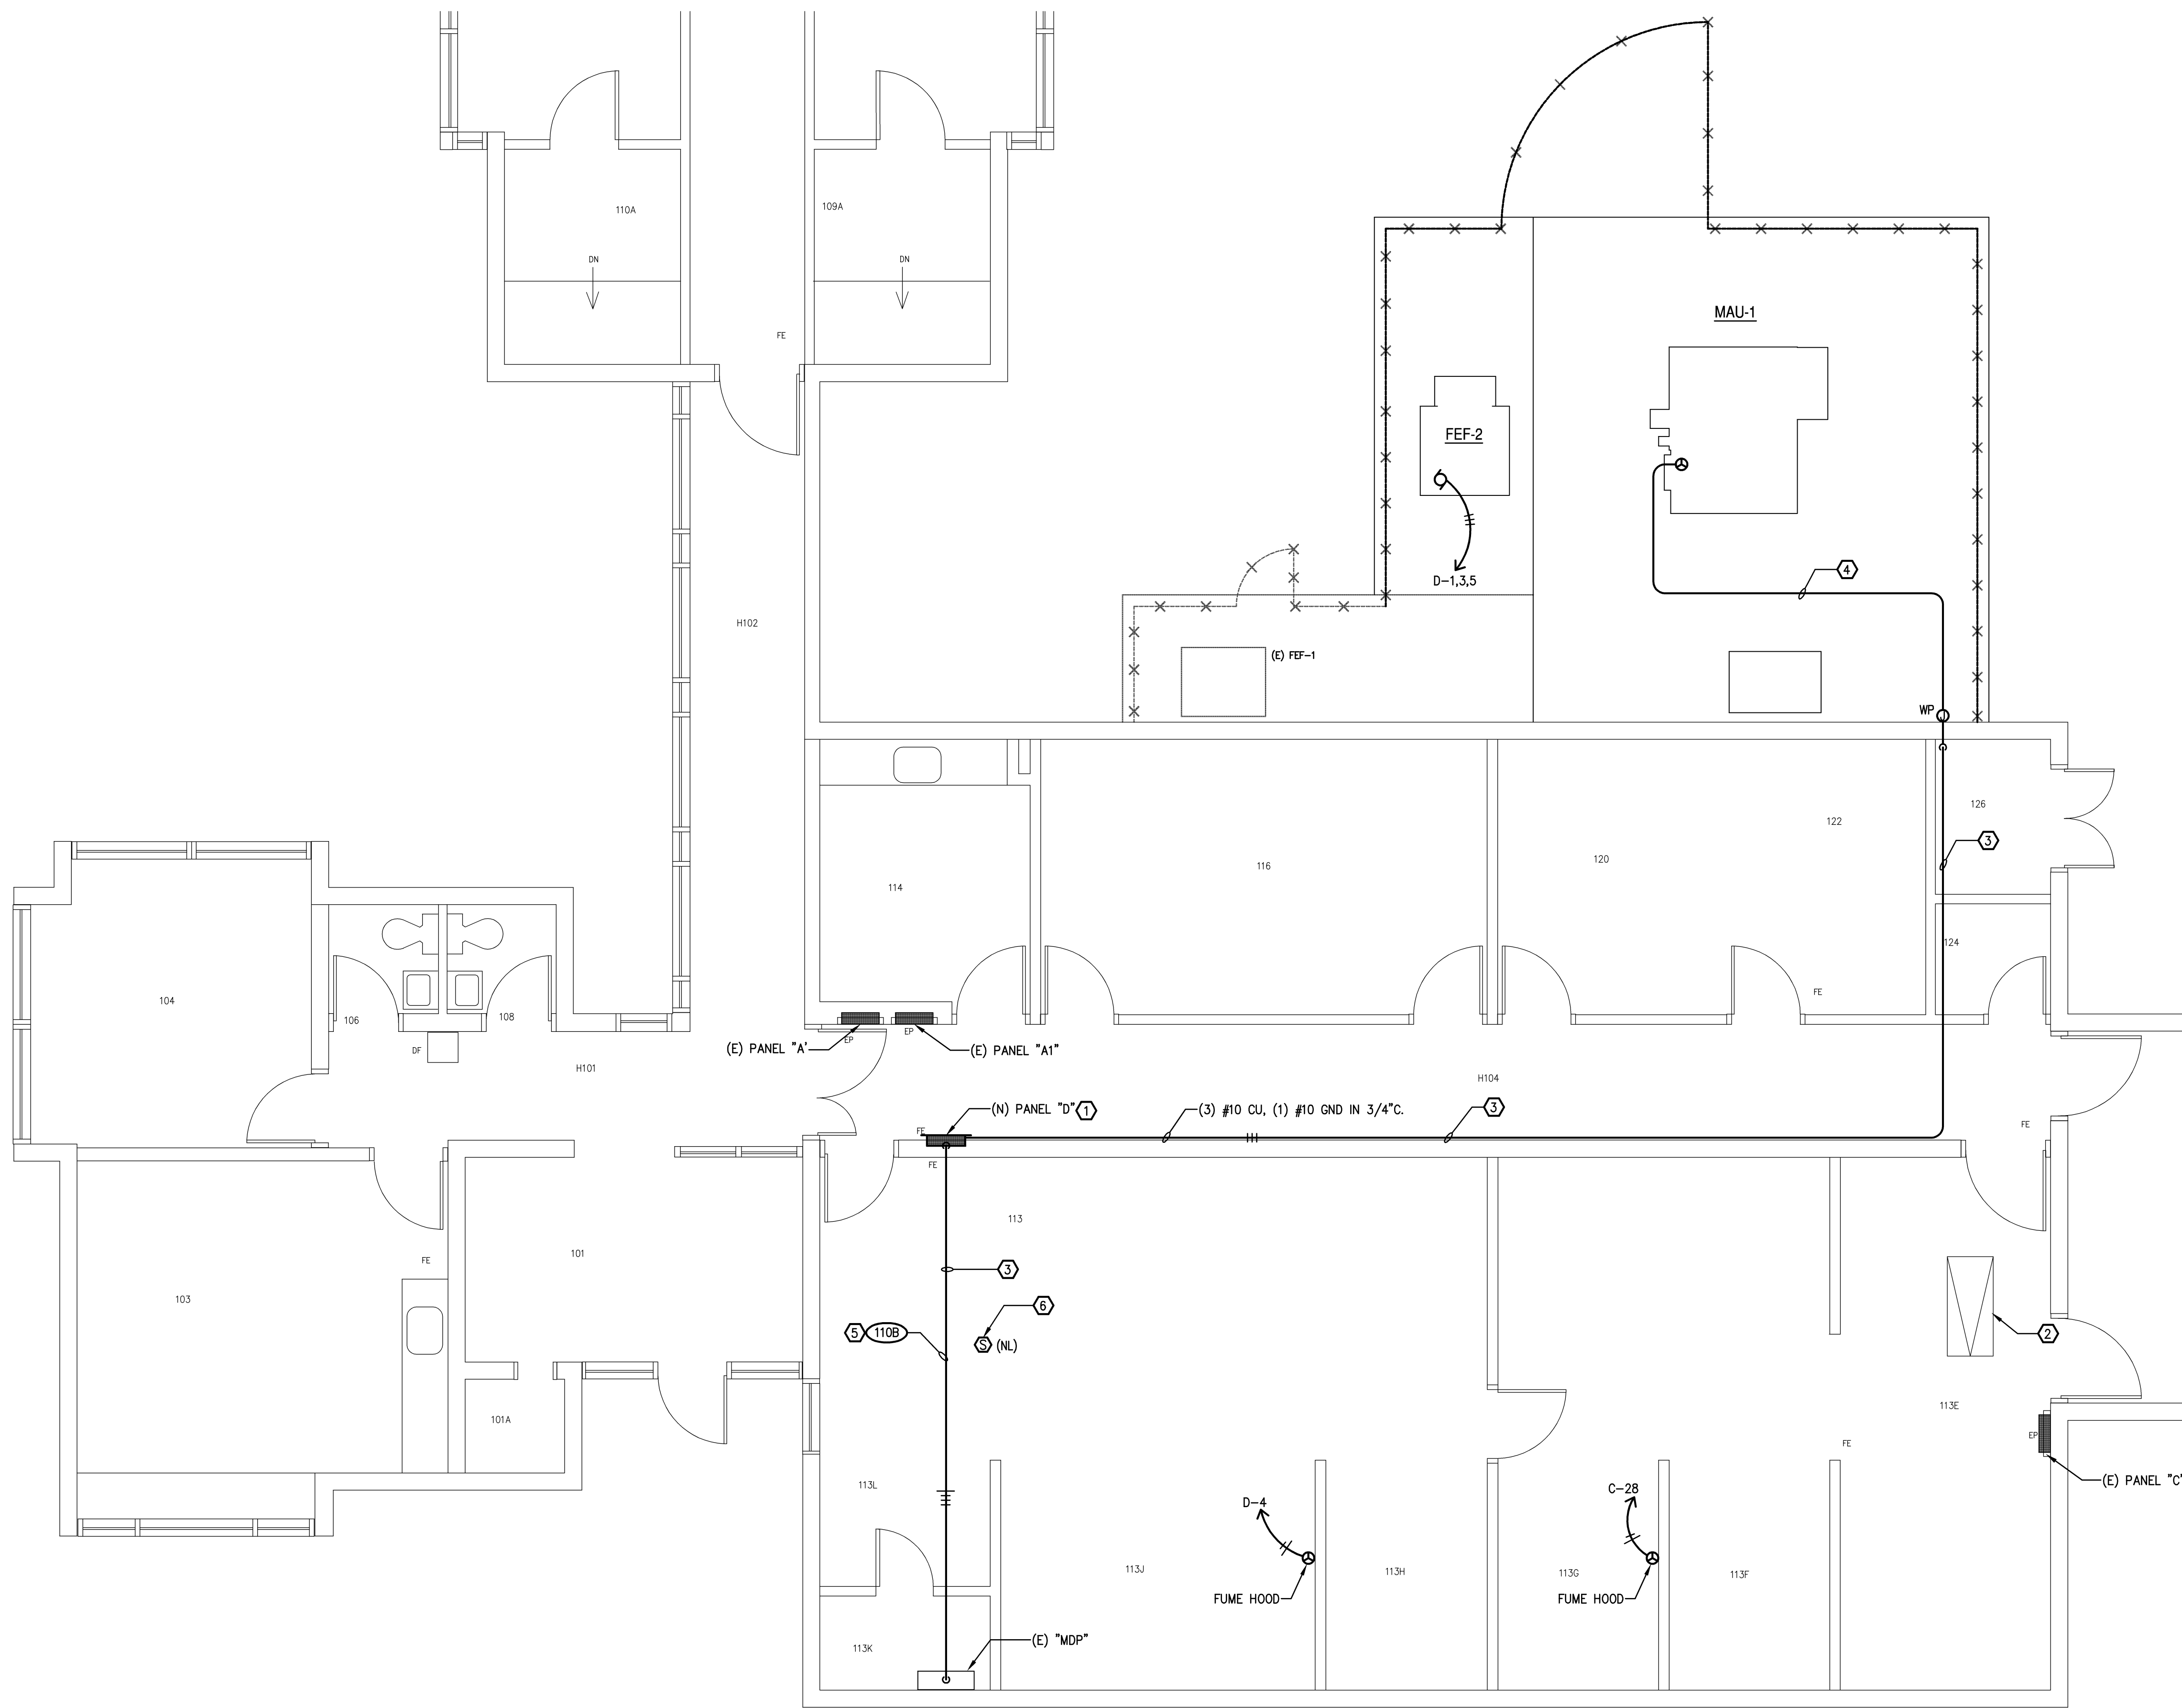 110A
109A
DN
DN
FE
MAU-1
FEF-2
D-1,3,5
4
H102
(E) FEF-1
WP
126
122
3
116
120
114
124
104
106
108
FE
DF
EP
EP
(E) PANEL "A'
(E) PANEL "A1"
H101
H104
(N) PANEL "D" 1
(3) #10 CU, (1) #10 GND IN 3/4"C.
3
FE
FE
FE
113
101
FE
3
103
6
5 110B
S (NL)
2
113E
101A
EP
FE
(E) PANEL "C'
113L
D-4
C-28
113J
113H
113G
113F
FUME HOOD
FUME HOOD
113K
(E) "MDP"